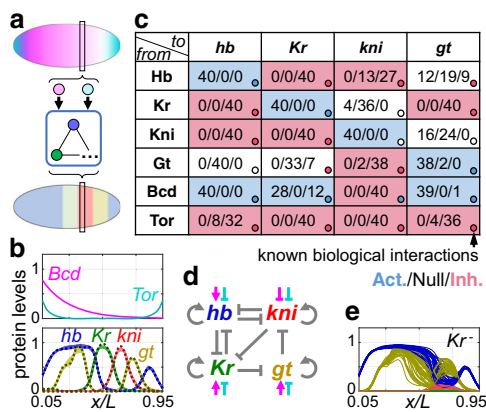 a
c
to
from
hb Kr kni gt
Hb 40/0/0 0/0/40 0/13/27 12/19/9
Kr 0/0/40 40/0/0 4/36/0 0/0/40
Kni 0/0/40 0/0/40 40/0/0 16/24/0
Gt 0/40/0 0/33/7 0/2/38 38/2/0
Bcd 40/0/0 28/0/12 0/0/40 39/0/1
Tor 0/8/32 0/0/40 0/0/40 0/4/36
known biological interactions
Act./Null/Inh.
...
b
protein levels
1
0
Bcd
Tor
hb Kr kni gt
1
0
0.05 x/L 0.95
d
hb
kni
Kr
gt
e
Kr-
1
0
0.05 x/L 0.95